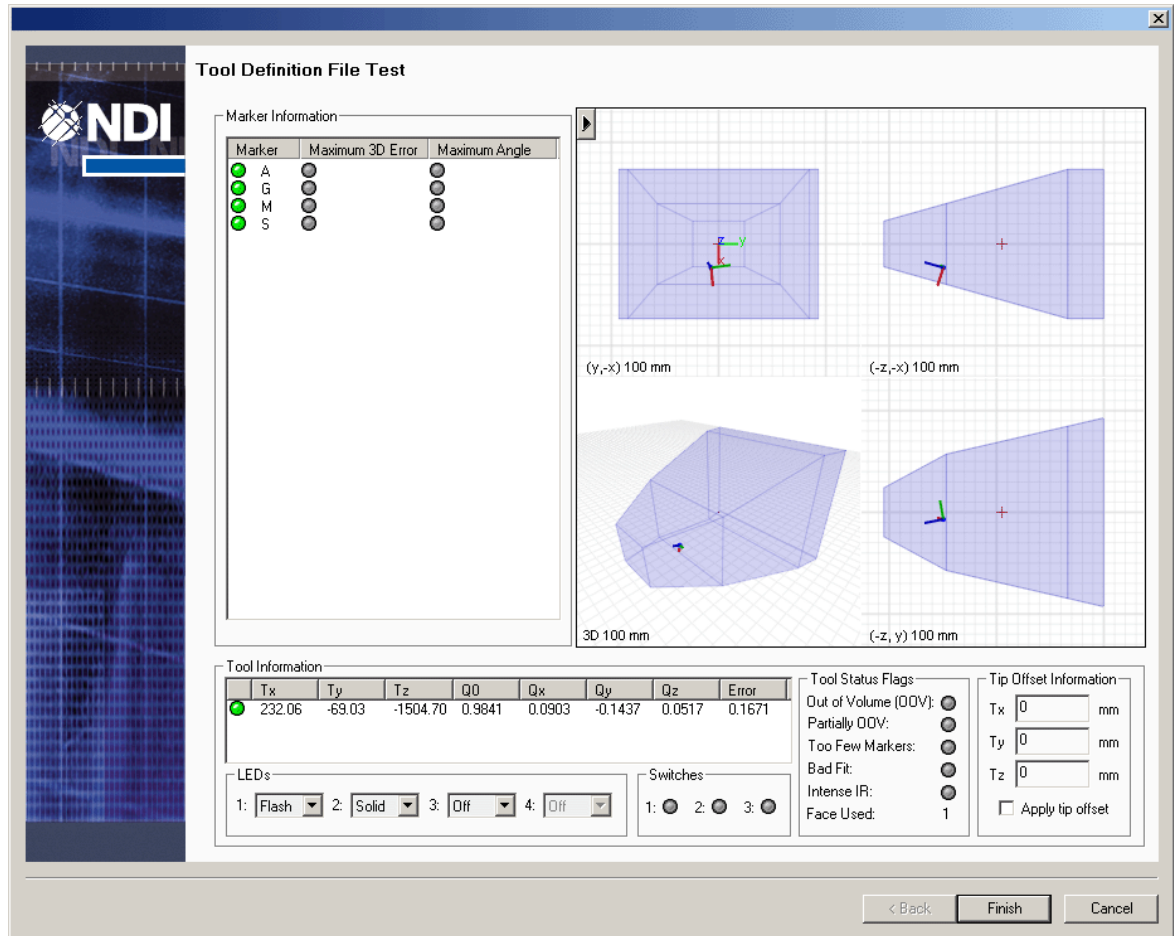 Tool Definition File Test
NDI
Marker Information
Marker Maximum 3D Error Maximum Angle
A
G
M
S
z y
x
(y,-x) 100 mm
(-z,-x) 100 mm
3D 100 mm
(-z, y) 100 mm
Tool Information
Tx Ty Tz Q0 Qx Qy Qz Error
232.06 -69.03 -1504.70 0.9841 0.0903 -0.1437 0.0517 0.1671
LEDs
1: Flash 2: Solid 3: Off 4: Off
Switches
1: 2: 3:
Tool Status Flags
Out of Volume (OOV):
Partially OOV:
Too Few Markers:
Bad Fit:
Intense IR:
Face Used: 1
Tip Offset Information
Tx 0 mm
Ty 0 mm
Tz 0 mm
Apply tip offset
< Back Finish Cancel